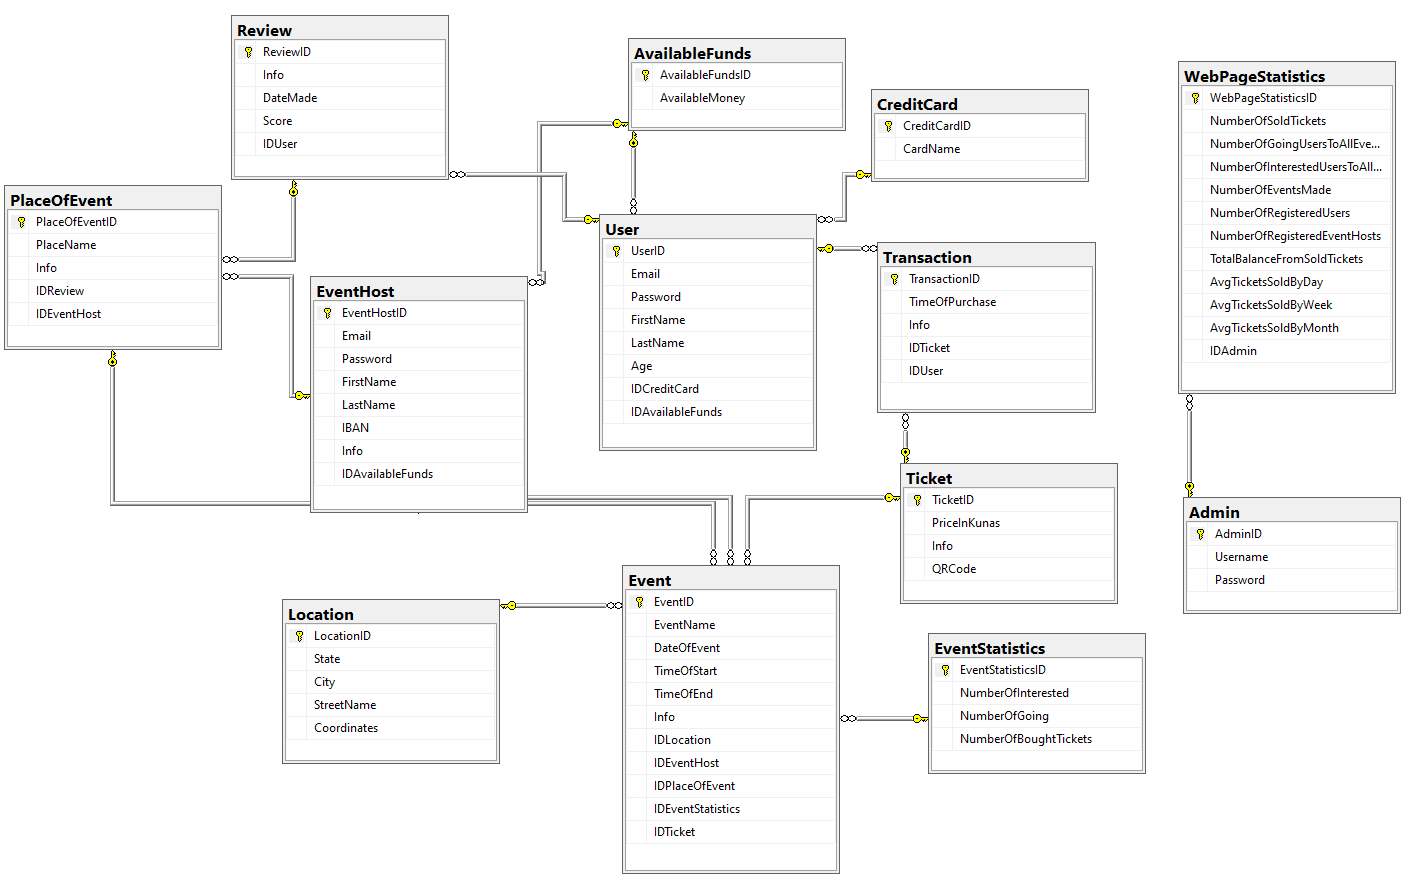 Review
ReviewID
Info
DateMade
Score
IDUser
AvailableFunds
AvailableFundsID
AvailableMoney
CreditCard
CreditCardID
CardName
WebPageStatistics
WebPageStatisticsID
NumberOfSoldTickets
NumberOfGoingUsersToAllEve...
NumberOfInterestedUsersToAll...
NumberOfEventsMade
NumberOfRegisteredUsers
NumberOfRegisteredEventHosts
TotalBalanceFromSoldTickets
AvgTicketsSoldByDay
AvgTicketsSoldByWeek
AvgTicketsSoldByMonth
IDAdmin
PlaceOfEvent
PlaceOfEventID
PlaceName
Info
IDReview
IDEventHost
EventHost
EventHostID
Email
Password
FirstName
LastName
IBAN
Info
IDAvailableFunds
User
UserID
Email
Password
FirstName
LastName
Age
IDCreditCard
IDAvailableFunds
Transaction
TransactionID
TimeOfPurchase
Info
IDTicket
IDUser
Ticket
TicketID
PriceInKunas
Info
QRCode
Admin
AdminID
Username
Password
Location
LocationID
State
City
StreetName
Coordinates
Event
EventID
EventName
DateOfEvent
TimeOfStart
TimeOfEnd
Info
IDLocation
IDEventHost
IDPlaceOfEvent
IDEventStatistics
IDTicket
EventStatistics
EventStatisticsID
NumberOfInterested
NumberOfGoing
NumberOfBoughtTickets